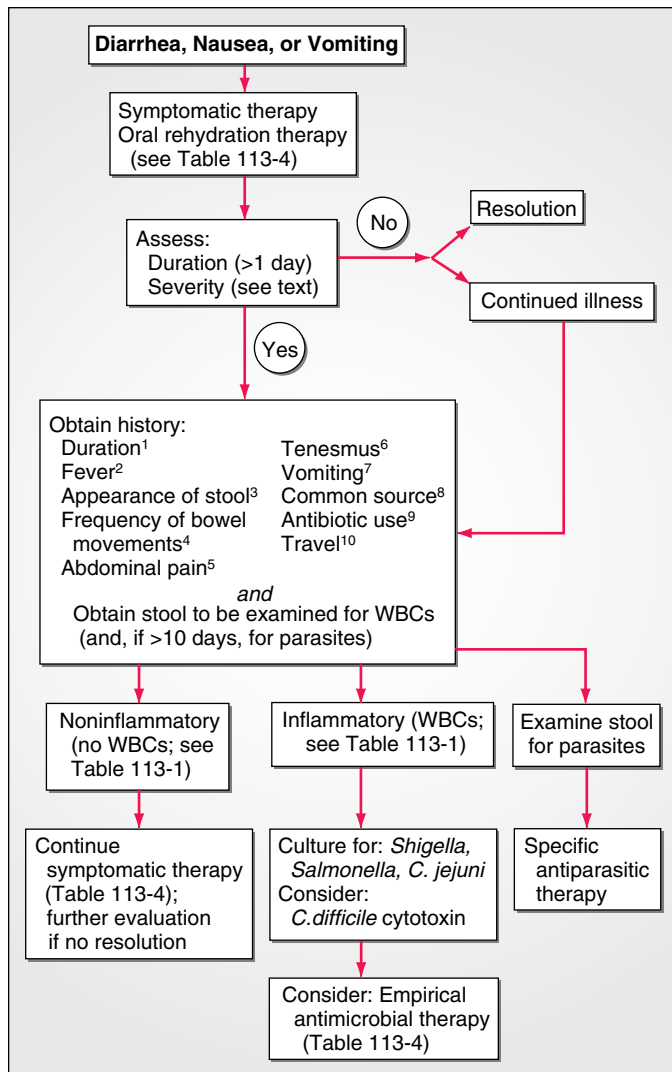 Diarrhea, Nausea, or Vomiting
Symptomatic therapy
Oral rehydration therapy
(see Table 113-4)
Assess:
Duration (>1 day)
Severity (see text)
No
Resolution
Continued illness
Yes
Obtain history:
Duration¹
Fever²
Appearance of stool³
Frequency of bowel
movements⁴
Abdominal pain⁵
Tenesmus⁶
Vomiting⁷
Common source⁸
Antibiotic use⁹
Travel¹⁰
and
Obtain stool to be examined for WBCs
(and, if >10 days, for parasites)
Noninflammatory
(no WBCs; see
Table 113-1)
Continue
symptomatic therapy
(Table 113-4);
further evaluation
if no resolution
Inflammatory (WBCs;
see Table 113-1)
Culture for: Shigella,
Salmonella, C. jejuni
Consider:
C.difficile cytotoxin
Consider: Empirical
antimicrobial therapy
(Table 113-4)
Examine stool
for parasites
Specific
antiparasitic
therapy